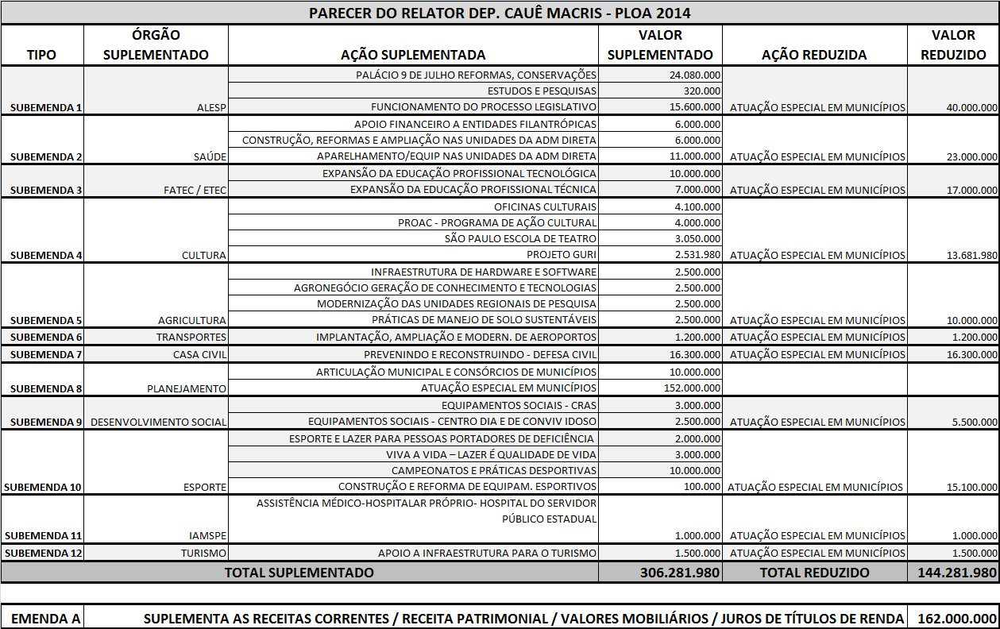 PARECER DO RELATOR DEP. CAUÊ MACRIS - PLOA 2014
TIPO ÓRGÃO SUPLEMENTADO AÇÃO SUPLEMENTADA VALOR SUPLEMENTADO AÇÃO REDUZIDA VALOR REDUZIDO
PALÁCIO 9 DE JULHO REFORMAS, CONSERVAÇÕES 24.080.000
ESTUDOS E PESQUISAS 320.000
SUBEMENDA 1 ALESP FUNCIONAMENTO DO PROCESSO LEGISLATIVO 15.600.000 ATUAÇÃO ESPECIAL EM MUNICÍPIOS 40.000.000
APOIO FINANCEIRO A ENTIDADES FILANTRÓPICAS 6.000.000
CONSTRUÇÃO, REFORMAS E AMPLIAÇÃO NAS UNIDADES DA ADM DIRETA 6.000.000
SUBEMENDA 2 SAÚDE APARELHAMENTO/EQUIP NAS UNIDADES DA ADM DIRETA 11.000.000 ATUAÇÃO ESPECIAL EM MUNICÍPIOS 23.000.000
EXPANSÃO DA EDUCAÇÃO PROFISSIONAL TECNOLÓGICA 10.000.000
SUBEMENDA 3 FATEC / ETEC EXPANSÃO DA EDUCAÇÃO PROFISSIONAL TÉCNICA 7.000.000 ATUAÇÃO ESPECIAL EM MUNICÍPIOS 17.000.000
OFICINAS CULTURAIS 4.100.000
PROAC - PROGRAMA DE AÇÃO CULTURAL 4.000.000
SÃO PAULO ESCOLA DE TEATRO 3.050.000
SUBEMENDA 4 CULTURA PROJETO GURI 2.531.980 ATUAÇÃO ESPECIAL EM MUNICÍPIOS 13.681.980
INFRAESTRUTURA DE HARDWARE E SOFTWARE 2.500.000
AGRONEGÓCIO GERAÇÃO DE CONHECIMENTO E TECNOLOGIAS 2.500.000
MODERNIZAÇÃO DAS UNIDADES REGIONAIS DE PESQUISA 2.500.000
SUBEMENDA 5 AGRICULTURA PRÁTICAS DE MANEJO DE SOLO SUSTENTÁVEIS 2.500.000 ATUAÇÃO ESPECIAL EM MUNICÍPIOS 10.000.000
SUBEMENDA 6 TRANSPORTES IMPLANTAÇÃO, AMPLIAÇÃO E MODERN. DE AEROPORTOS 1.200.000 ATUAÇÃO ESPECIAL EM MUNICÍPIOS 1.200.000
SUBEMENDA 7 CASA CIVIL PREVENINDO E RECONSTRUINDO - DEFESA CIVIL 16.300.000 ATUAÇÃO ESPECIAL EM MUNICÍPIOS 16.300.000
ARTICULAÇÃO MUNICIPAL E CONSÓRCIOS DE MUNICÍPIOS 10.000.000
SUBEMENDA 8 PLANEJAMENTO ATUAÇÃO ESPECIAL EM MUNICÍPIOS 152.000.000
EQUIPAMENTOS SOCIAIS - CRAS 3.000.000
SUBEMENDA 9 DESENVOLVIMENTO SOCIAL EQUIPAMENTOS SOCIAIS - CENTRO DIA E DE CONVIV IDOSO 2.500.000 ATUAÇÃO ESPECIAL EM MUNICÍPIOS 5.500.000
ESPORTE E LAZER PARA PESSOAS PORTADORES DE DEFICIÊNCIA 2.000.000
VIVA A VIDA – LAZER É QUALIDADE DE VIDA 3.000.000
CAMPEONATOS E PRÁTICAS DESPORTIVAS 10.000.000
SUBEMENDA 10 ESPORTE CONSTRUÇÃO E REFORMA DE EQUIPAM. ESPORTIVOS 100.000 ATUAÇÃO ESPECIAL EM MUNICÍPIOS 15.100.000
ASSISTÊNCIA MÉDICO-HOSPITALAR PRÓPRIO- HOSPITAL DO SERVIDOR
PÚBLICO ESTADUAL
SUBEMENDA 11 IAMSPE 1.000.000 ATUAÇÃO ESPECIAL EM MUNICÍPIOS 1.000.000
SUBEMENDA 12 TURISMO APOIO A INFRAESTRUTURA PARA O TURISMO 1.500.000 ATUAÇÃO ESPECIAL EM MUNICÍPIOS 1.500.000
TOTAL SUPLEMENTADO 306.281.980 TOTAL REDUZIDO 144.281.980
EMENDA A SUPLEMENTA AS RECEITAS CORRENTES / RECEITA PATRIMONIAL / VALORES MOBILIÁRIOS / JUROS DE TÍTULOS DE RENDA 162.000.000